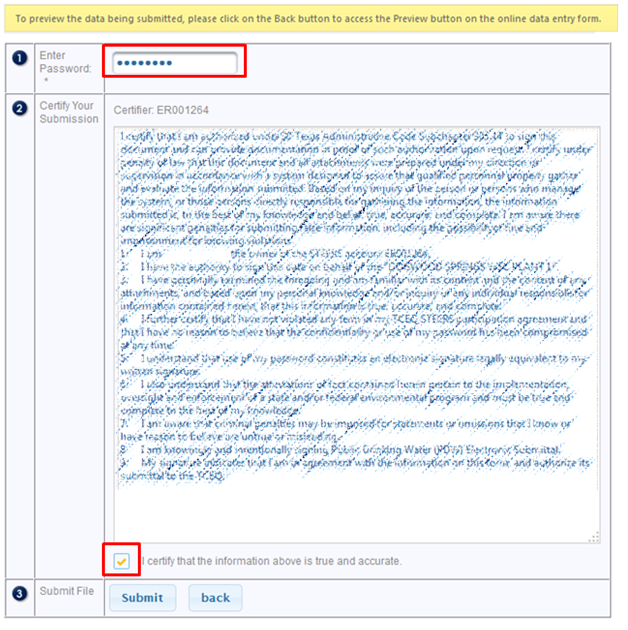 To preview the data being submitted, please click on the Back button to access the Preview button on the online data entry form.
1
Enter
Password:
*
2
Certify Your
Submission
Certifier: ER001264
I certify that I am authorized under 30 Texas Administrative Code Subchapter 305.44 to sign this
document and can provide documentation in proof of such authorization upon request. I certify under
penalty of law that this document and all attachments were prepared under my direction or
supervision in accordance with a system designed to assure that qualified personnel properly gather
and evaluate the information submitted. Based on my inquiry of the person or persons who manage
the system, or those persons directly responsible for gathering the information, the information
submitted is, to the best of my knowledge and belief, true, accurate, and complete. I am aware there
are significant penalties for submitting false information, including the possibility of fine and
imprisonment for knowing violations.
1. I am the owner of the STEERS account ER001264.
2. I have the authority to sign this data on behalf of the
3. I have personally examined the foregoing and am familiar with its content and the content of any
attachments, and based upon my personal knowledge and/or inquiry of any individual responsible for
information contained herein, that this information is true, accurate, and complete.
4. I further certify that I have not violated any term in my TCEQ STEERS participation agreement and
that I have no reason to believe that the confidentiality or use of my password has been compromised
at any time.
5. I understand that use of my password constitutes an electronic signature legally equivalent to my
written signature.
6. I also understand that the attestations of fact contained herein pertain to the implementation,
oversight and enforcement of a state and/or federal environmental program and must be true and
complete to the best of my knowledge.
7. I am aware that criminal penalties may be imposed for statements or omissions that I know or
have reason to believe are untrue or misleading.
8. I am knowingly and intentionally signing Public Drinking Water (PDW) Electronic Submittal.
9. My signature indicates that I am in agreement with the information on this form, and authorize its
submittal to the TCEQ.
I certify that the information above is true and accurate.
3
Submit File
Submit
back